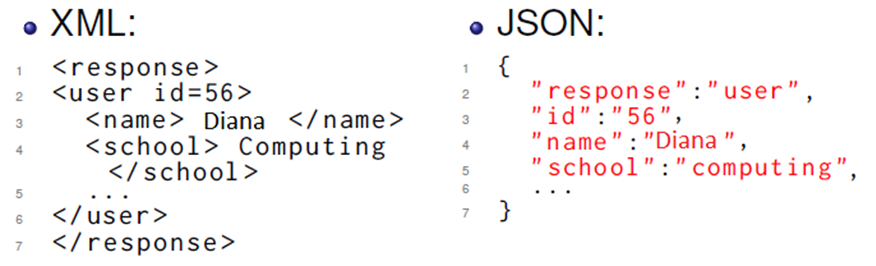 XML:
1 <response>
2 <user id=56>
3 <name> Diana </name>
4 <school> Computing
</school>
5 ...
6 </user>
7 </response>
JSON:
1 {
2 "response":"user",
3 "id":"56",
4 "name":"Diana ",
5 "school":"computing",
6 ...
7 }